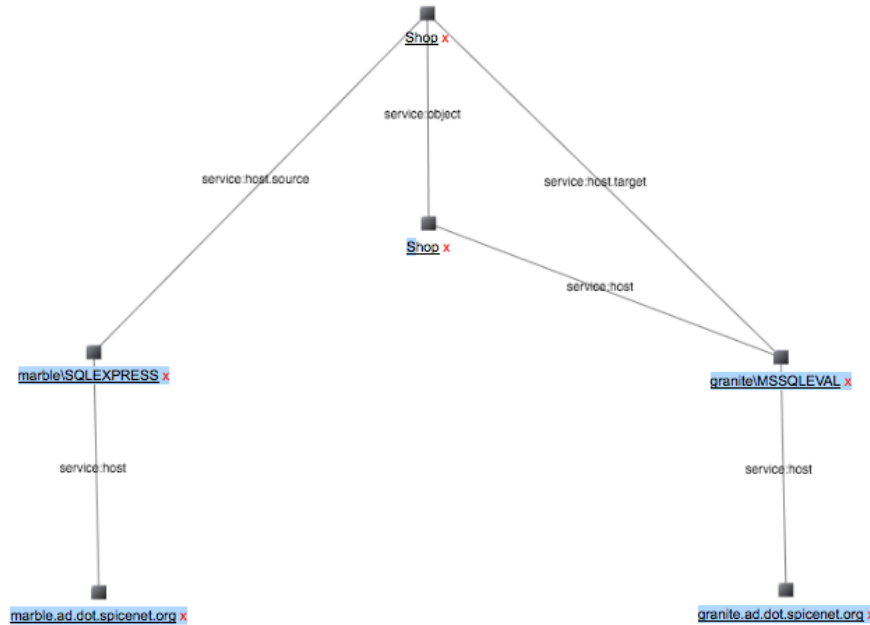 Shop x
service:object
service:host.source
service:host.target
Shop x
service:host
marble\SQLEXPRESS x
granite\MSSQLEVAL x
service:host
service:host
marble.ad.dot.spicenet.org x
granite.ad.dot.spicenet.org x